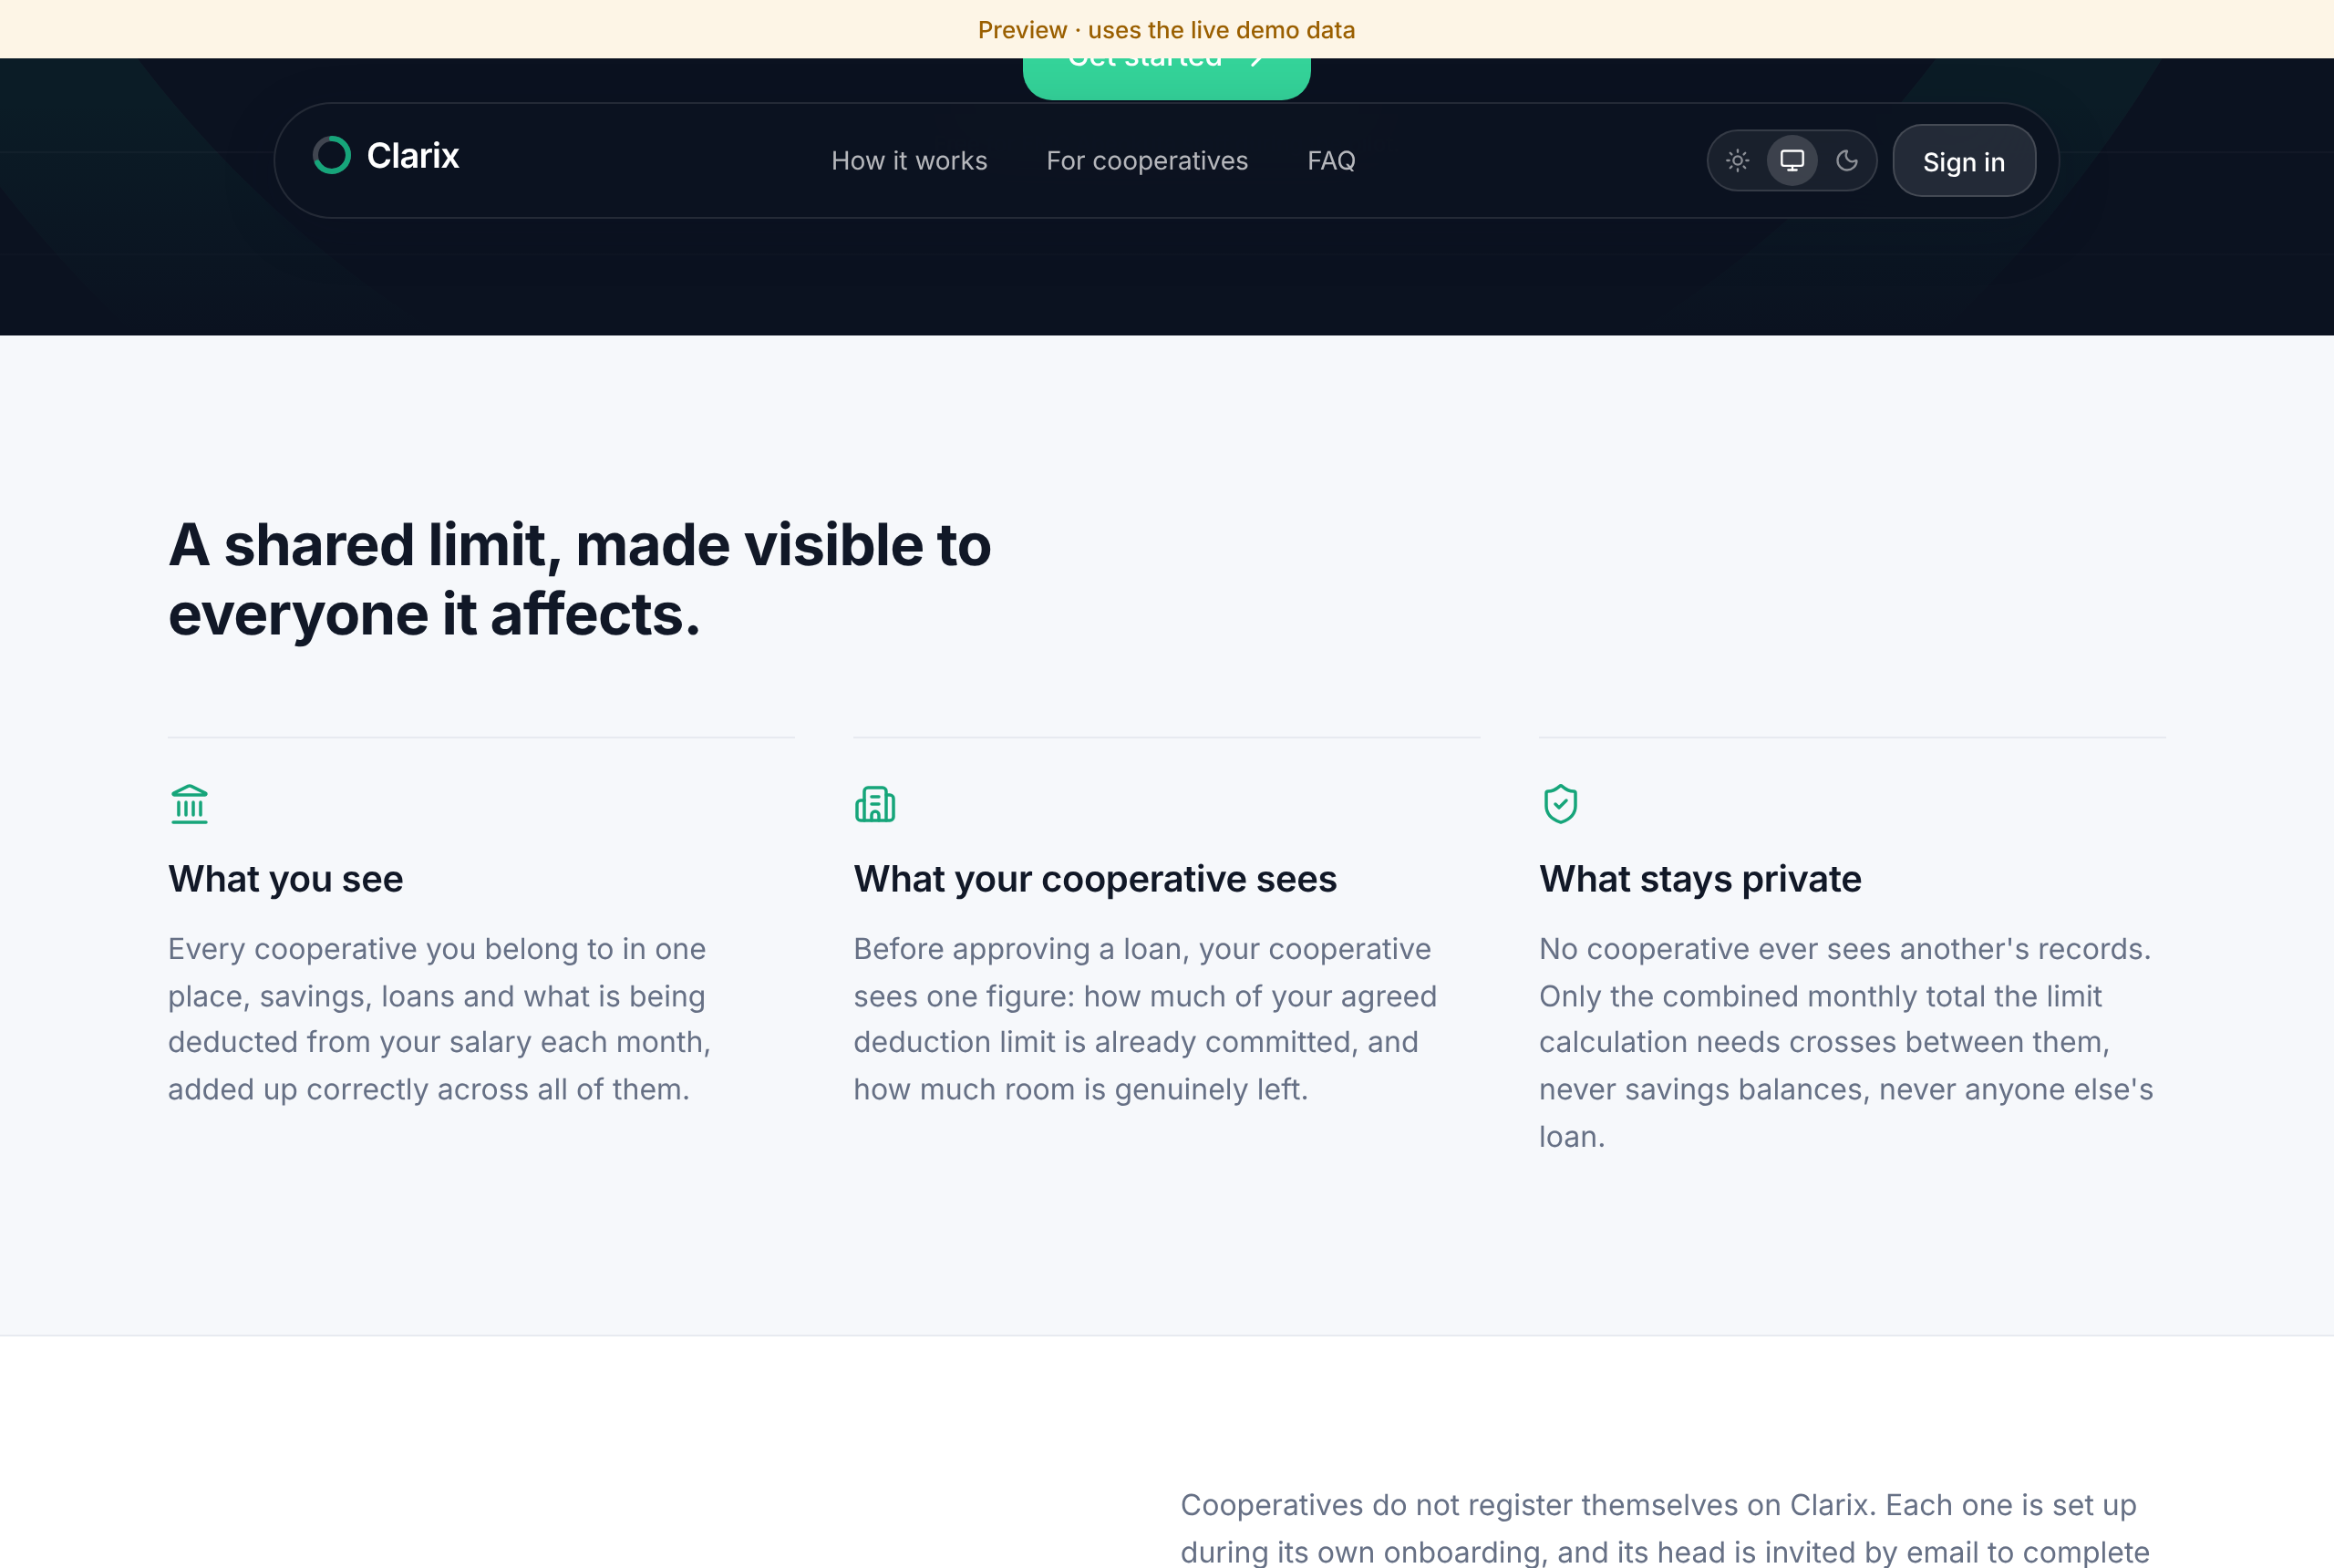 Preview · uses the live demo data
Get started
Clarix
How it works
For cooperatives
FAQ
Sign in
A shared limit, made visible to
everyone it affects.
What you see
Every cooperative you belong to in one
place, savings, loans and what is being
deducted from your salary each month,
added up correctly across all of them.
What your cooperative sees
Before approving a loan, your cooperative
sees one figure: how much of your agreed
deduction limit is already committed, and
how much room is genuinely left.
What stays private
No cooperative ever sees another's records.
Only the combined monthly total the limit
calculation needs crosses between them,
never savings balances, never anyone else's
loan.
Cooperatives do not register themselves on Clarix. Each one is set up
during its own onboarding, and its head is invited by email to complete